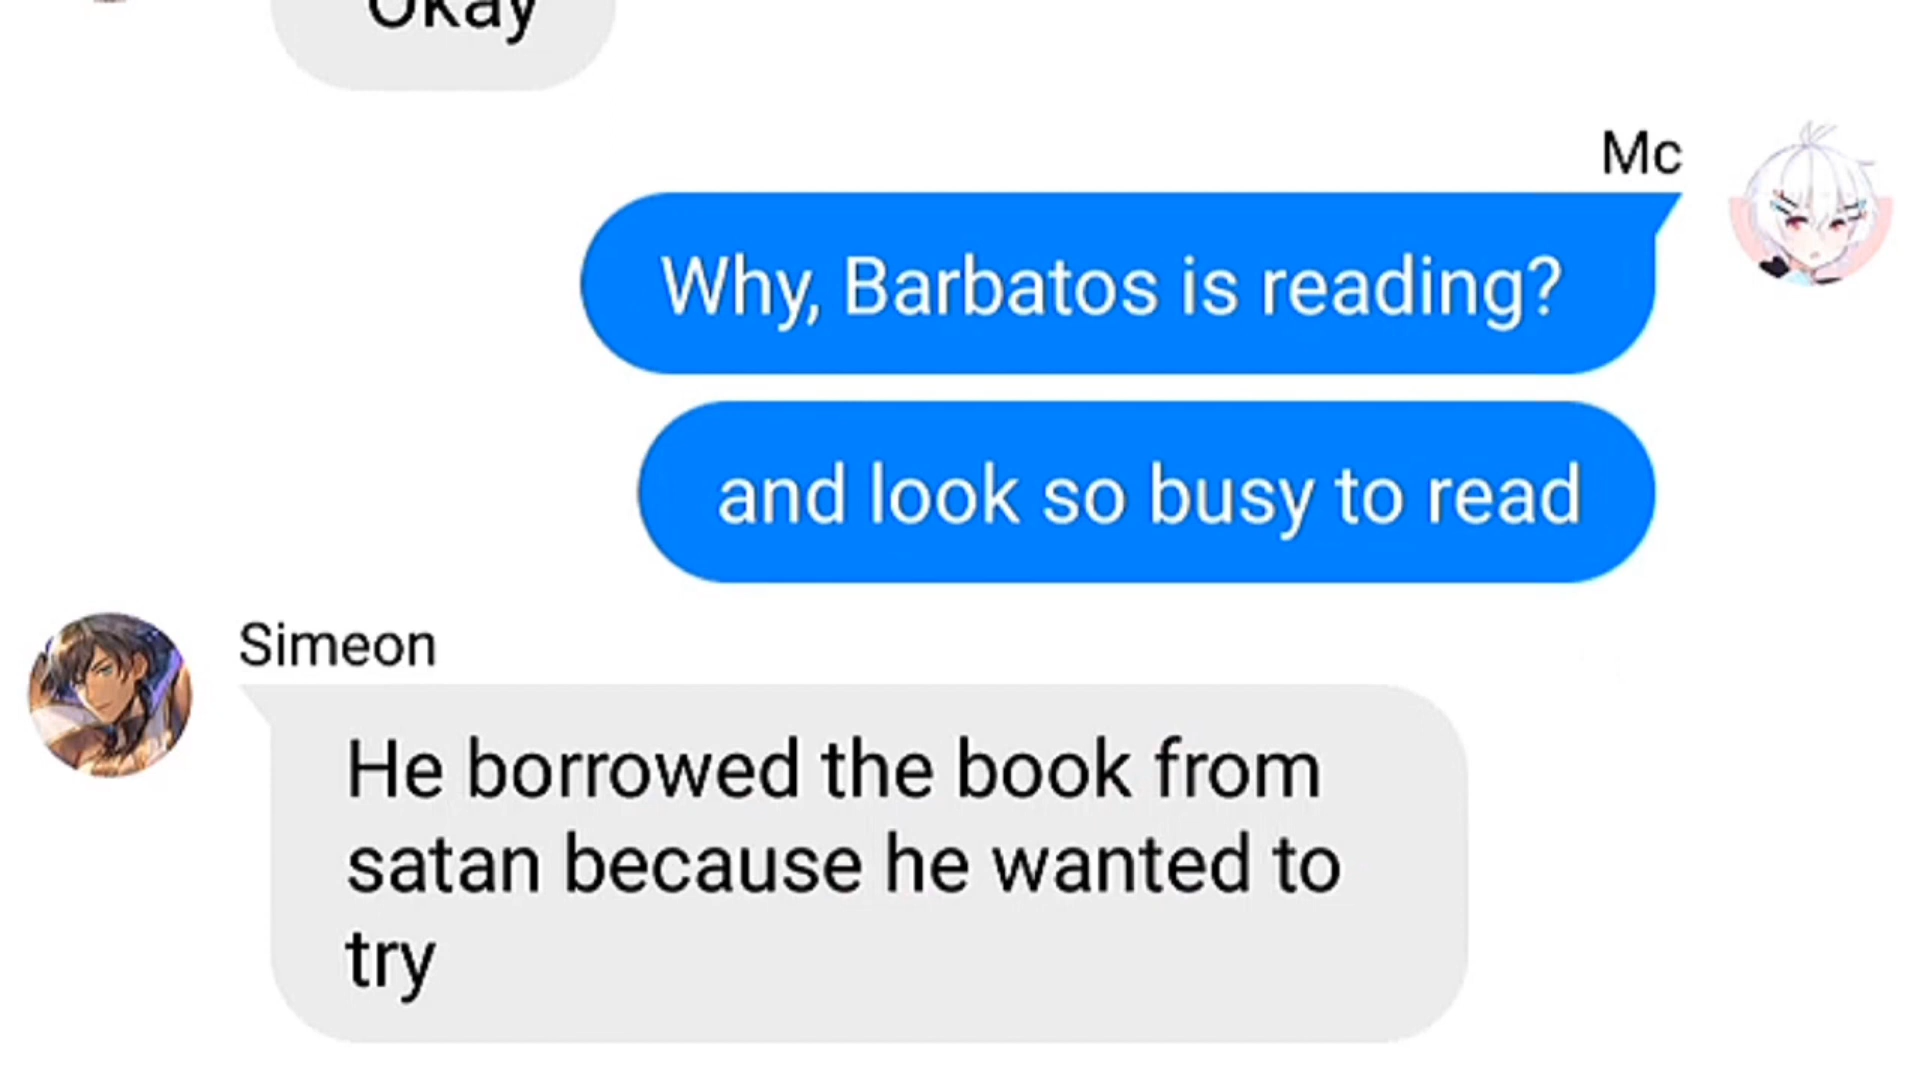 Okay
Mc
Why, Barbatos is reading?
and look so busy to read
Simeon
He borrowed the book from
satan because he wanted to
try